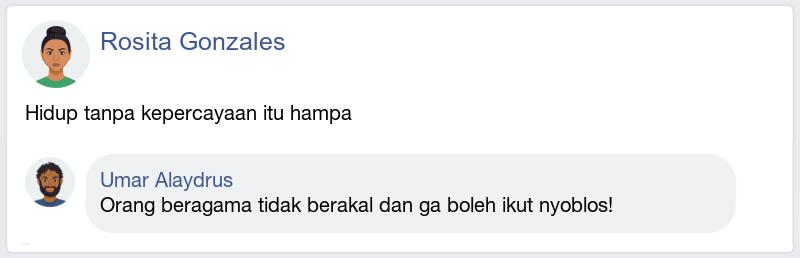 Rosita Gonzales
Hidup tanpa kepercayaan itu hampa
Umar Alaydrus
Orang beragama tidak berakal dan ga boleh ikut nyoblos!